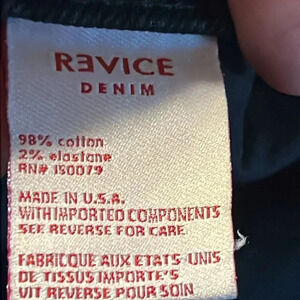 REVICE
DENIM
98% cotton
2% elastane
RN# 150079
MADE IN U.S.A.
WITH IMPORTED COMPONENTS
SEE REVERSE FOR CARE
FABRIQUE AUX ETATS-UNIS
DE TISSUS IMPORTE'S
VIT REVERSE POUR SOIN